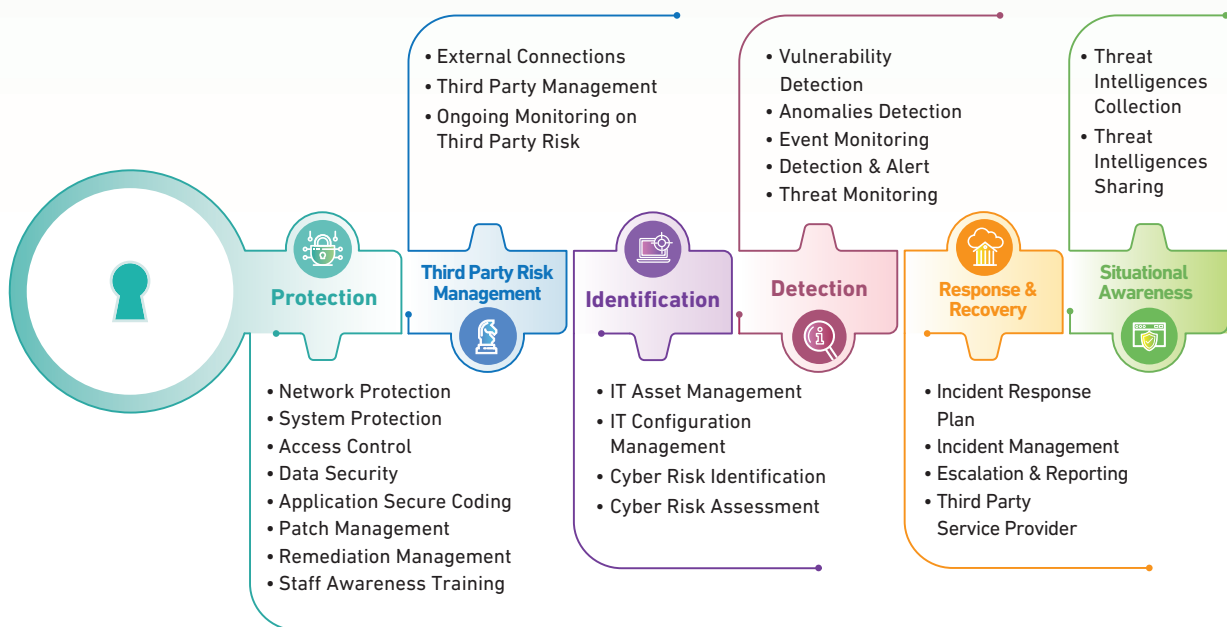 Protection
• Network Protection
• System Protection
• Access Control
• Data Security
• Application Secure Coding
• Patch Management
• Remediation Management
• Staff Awareness Training
• External Connections
• Third Party Management
• Ongoing Monitoring on
Third Party Risk
Third Party Risk
Management
Identification
• IT Asset Management
• IT Configuration
Management
• Cyber Risk Identification
• Cyber Risk Assessment
• Vulnerability
Detection
• Anomalies Detection
• Event Monitoring
• Detection & Alert
• Threat Monitoring
Detection
Response &
Recovery
• Incident Response
Plan
• Incident Management
• Escalation & Reporting
• Third Party
Service Provider
• Threat
Intelligences
Collection
• Threat
Intelligences
Sharing
Situational
Awareness